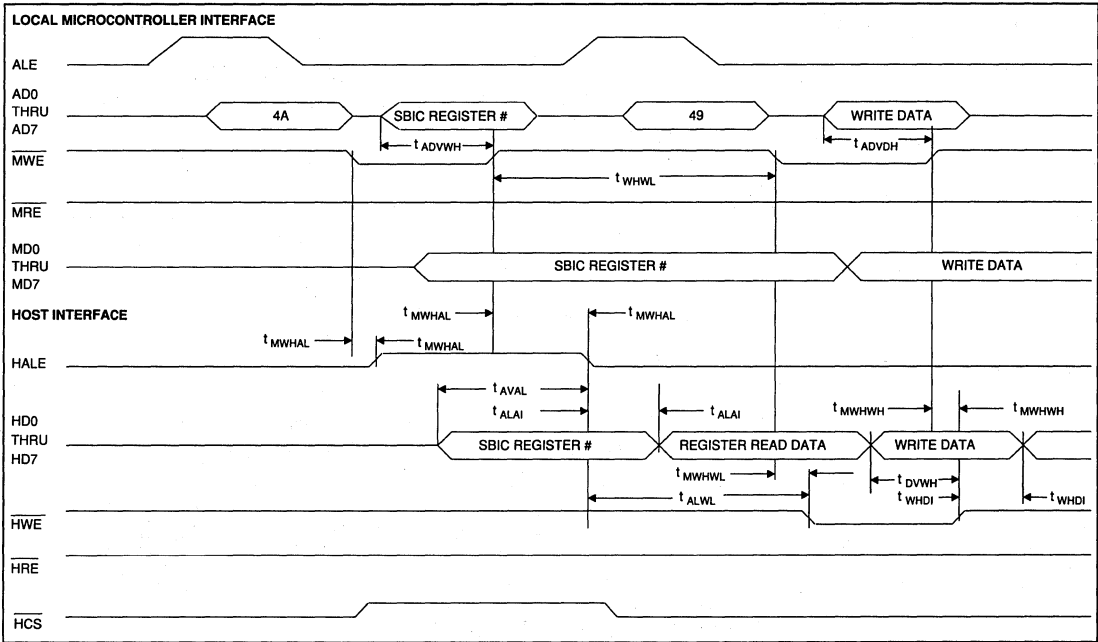 LOCAL MICROCONTROLLER INTERFACE
ALE
AD0
THRU
AD7
4A
SBIC REGISTER #
49
WRITE DATA
t ADVWH
t ADVDH
MWE
t WHWL
MRE
MD0
THRU
MD7
SBIC REGISTER #
WRITE DATA
HOST INTERFACE
t MWHAL
t MWHAL
t MWHAL
t MWHAL
HALE
t AVAL
t ALAI
t ALAI
t MWHWH
t MWHWH
HD0
THRU
HD7
SBIC REGISTER #
REGISTER READ DATA
WRITE DATA
t MWHWL
t DVWH
t ALWL
t WHDI
t WHDI
HWE
HRE
HCS